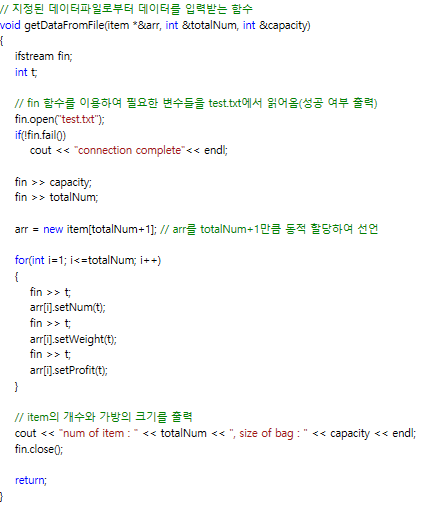 // 지정된 데이터파일로부터 데이터를 입력받는 함수
void getDataFromFile(item *&arr, int &totalNum, int &capacity)
{
ifstream fin;
int t;
// fin 함수를 이용하여 필요한 변수들을 test.txt에서 읽어옴(성공 여부 출력)
fin.open("test.txt");
if(!fin.fail())
cout << "connection complete"<< endl;
fin >> capacity;
fin >> totalNum;
arr = new item[totalNum+1]; // arr를 totalNum+1만큼 동적 할당하여 선언
for(int i=1; i<=totalNum; i++)
{
fin >> t;
arr[i].setNum(t);
fin >> t;
arr[i].setWeight(t);
fin >> t;
arr[i].setProfit(t);
}
// item의 개수와 가방의 크기를 출력
cout << "num of item : " << totalNum << ", size of bag : " << capacity << endl;
fin.close();
return;
}